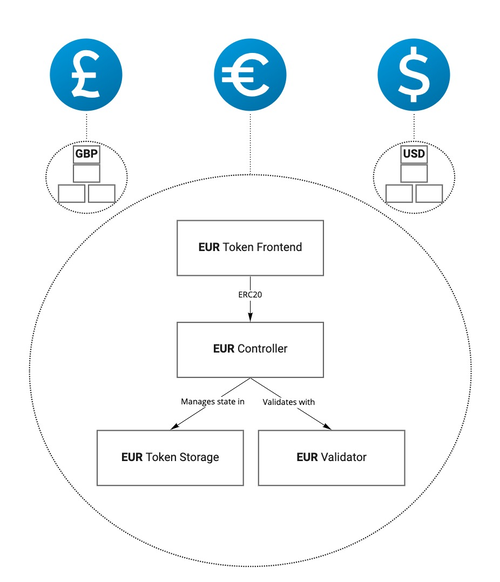 £
€
$
GBP
USD
EUR Token Frontend
ERC20
EUR Controller
Manages state in
Validates with
EUR Token Storage
EUR Validator